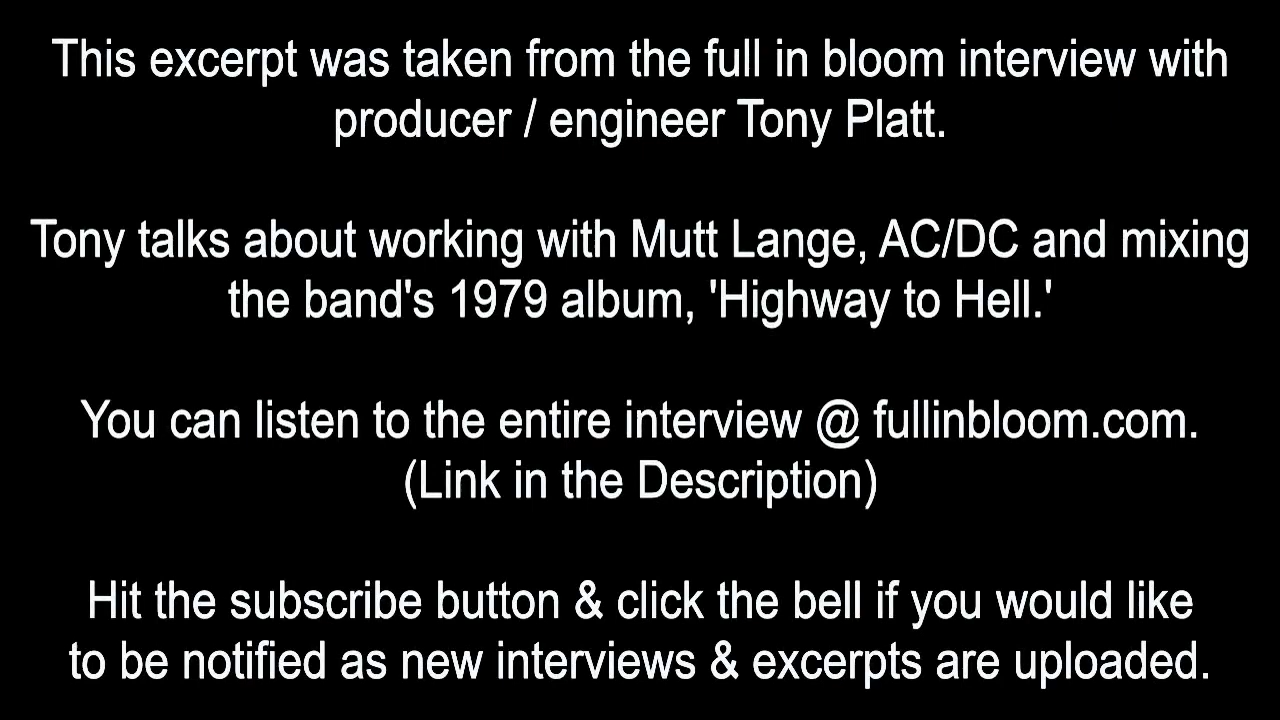 This excerpt was taken from the full in bloom interview with
producer / engineer Tony Platt.
Tony talks about working with Mutt Lange, AC/DC and mixing
the band's 1979 album, 'Highway to Hell.'
You can listen to the entire interview @ fullinbloom.com.
(Link in the Description)
Hit the subscribe button & click the bell if you would like
to be notified as new interviews & excerpts are uploaded.